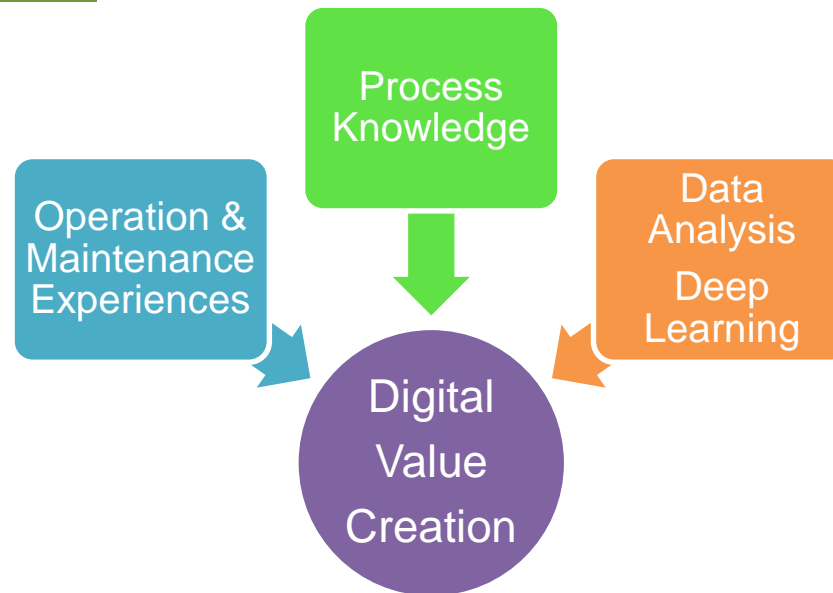 Process
Knowledge
Operation &
Maintenance
Experiences
Data
Analysis
Deep
Learning
Digital
Value
Creation